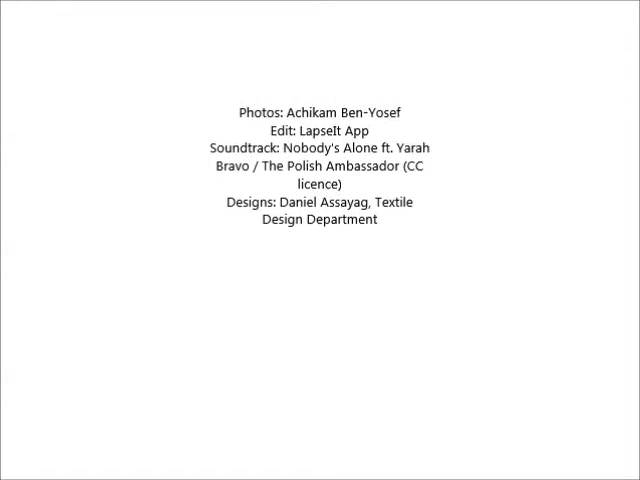 Photos: Achikam Ben-Yosef
Edit: LapseIt App
Soundtrack: Nobody's Alone ft. Yarah
Bravo / The Polish Ambassador (CC
licence)
Designs: Daniel Assayag, Textile
Design Department